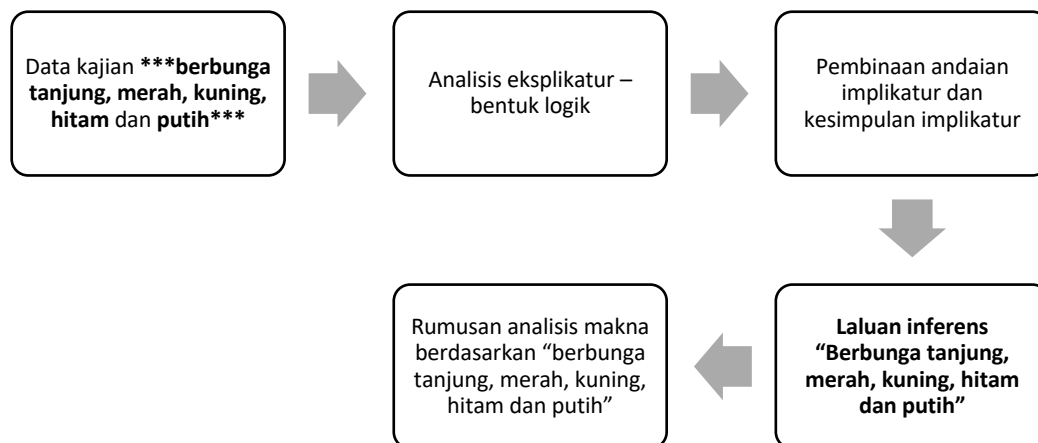 Data kajian ***berbunga
tanjung, merah, kuning,
hitam dan putih***
Analisis eksplikatur –
bentuk logik
Pembinaan andaian
implikatur dan
kesimpulan implikatur
Laluan inferens
“Berbunga tanjung,
merah, kuning, hitam
dan putih”
Rumusan analisis makna
berdasarkan “berbunga
tanjung, merah, kuning,
hitam dan putih”